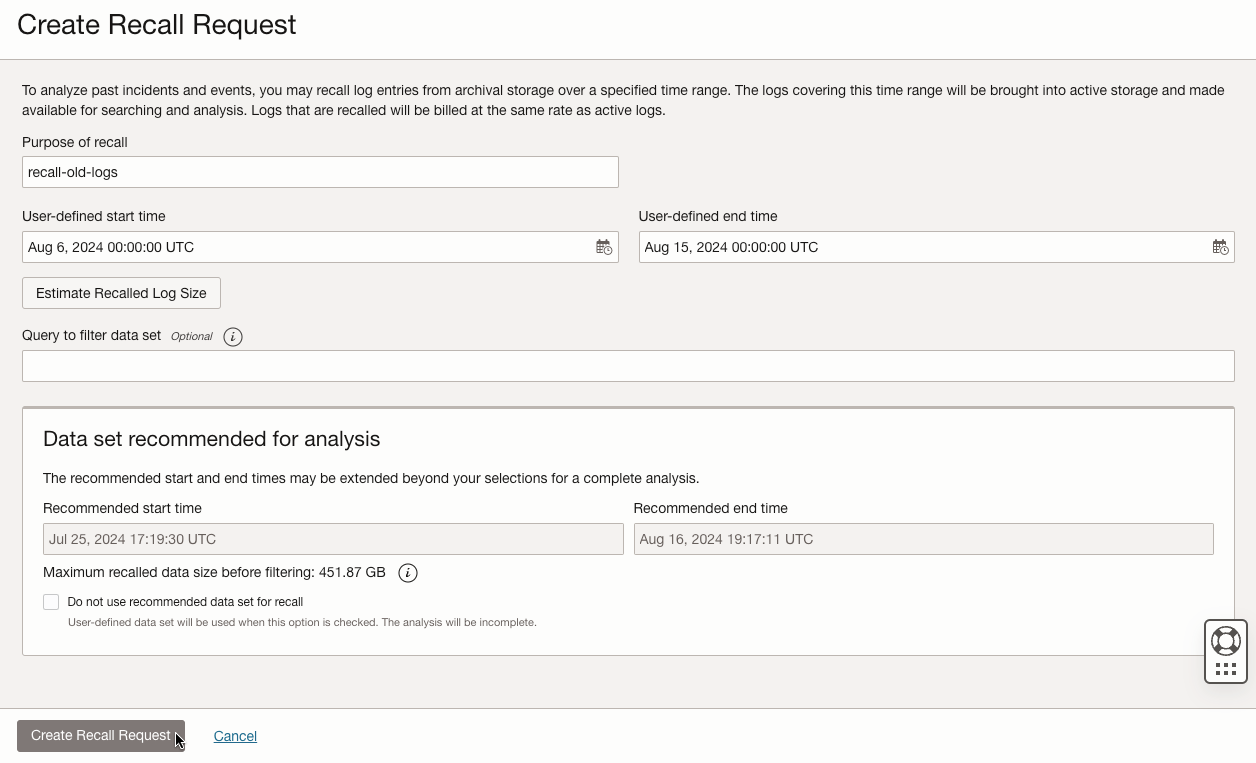 Create Recall Request
To analyze past incidents and events, you may recall log entries from archival storage over a specified time range. The logs covering this time range will be brought into active storage and made
available for searching and analysis. Logs that are recalled will be billed at the same rate as active logs.
Purpose of recall
recall-old-logs
User-defined start time
User-defined end time
Aug 6, 2024 00:00:00 UTC
Aug 15, 2024 00:00:00 UTC
Estimate Recalled Log Size
Query to filter data set Optional i
Data set recommended for analysis
The recommended start and end times may be extended beyond your selections for a complete analysis.
Recommended start time
Recommended end time
Jul 25, 2024 17:19:30 UTC
Aug 16, 2024 19:17:11 UTC
Maximum recalled data size before filtering: 451.87 GB i
Do not use recommended data set for recall
User-defined data set will be used when this option is checked. The analysis will be incomplete.
Create Recall Request
Cancel